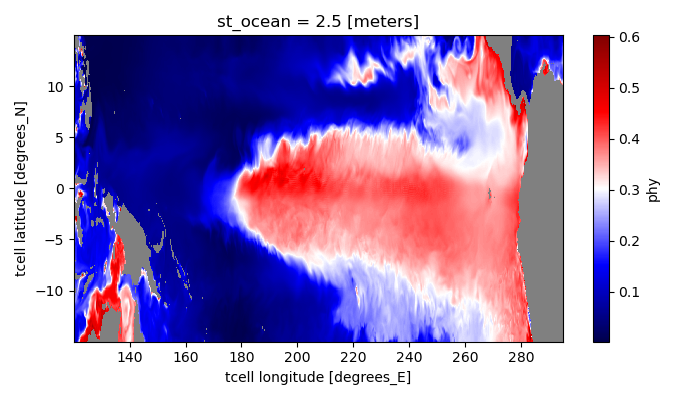 st_ocean = 2.5 [meters]
10
5
0
−5
−10
tcell latitude [degrees_N]
140 160 180 200 220 240 260 280
tcell longitude [degrees_E]
0.6
0.5
0.4
0.3
0.2
0.1
phy